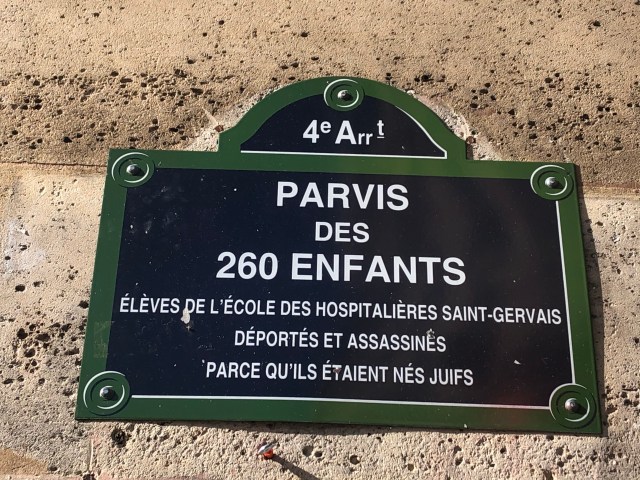 4e Arrt
PARVIS
DES
260 ENFANTS
ÉLÈVES DE L'ÉCOLE DES HOSPITALIÈRES SAINT-GERVAIS
DÉPORTÉS ET ASSASSINÉS
PARCE QU'ILS ÉTAIENT NÉS JUIFS